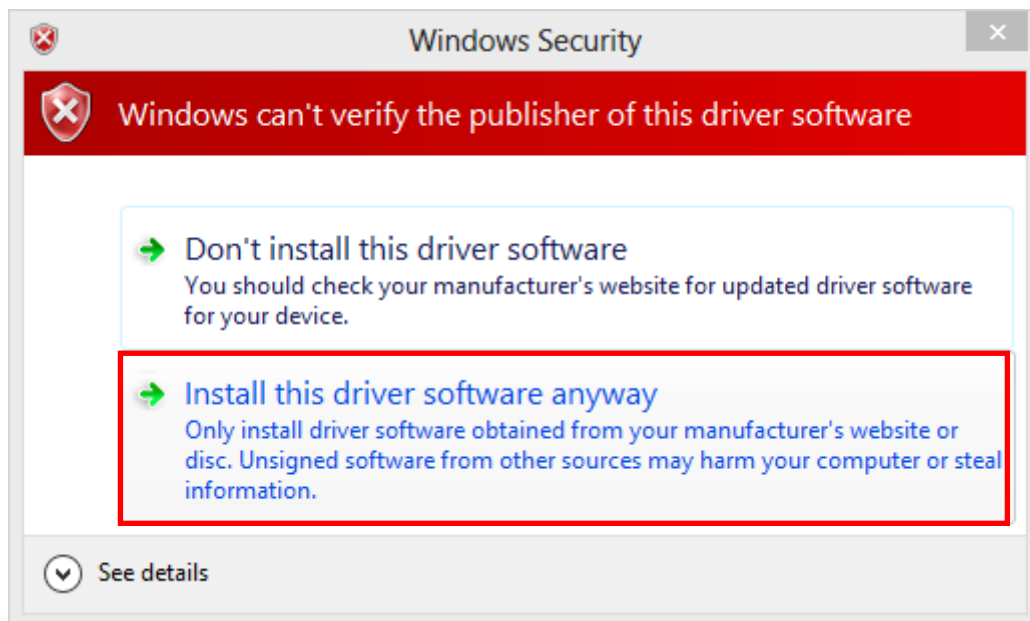 Windows Security
Windows can't verify the publisher of this driver software
Don't install this driver software
You should check your manufacturer's website for updated driver software
for your device.
Install this driver software anyway
Only install driver software obtained from your manufacturer's website or
disc. Unsigned software from other sources may harm your computer or steal
information.
See details